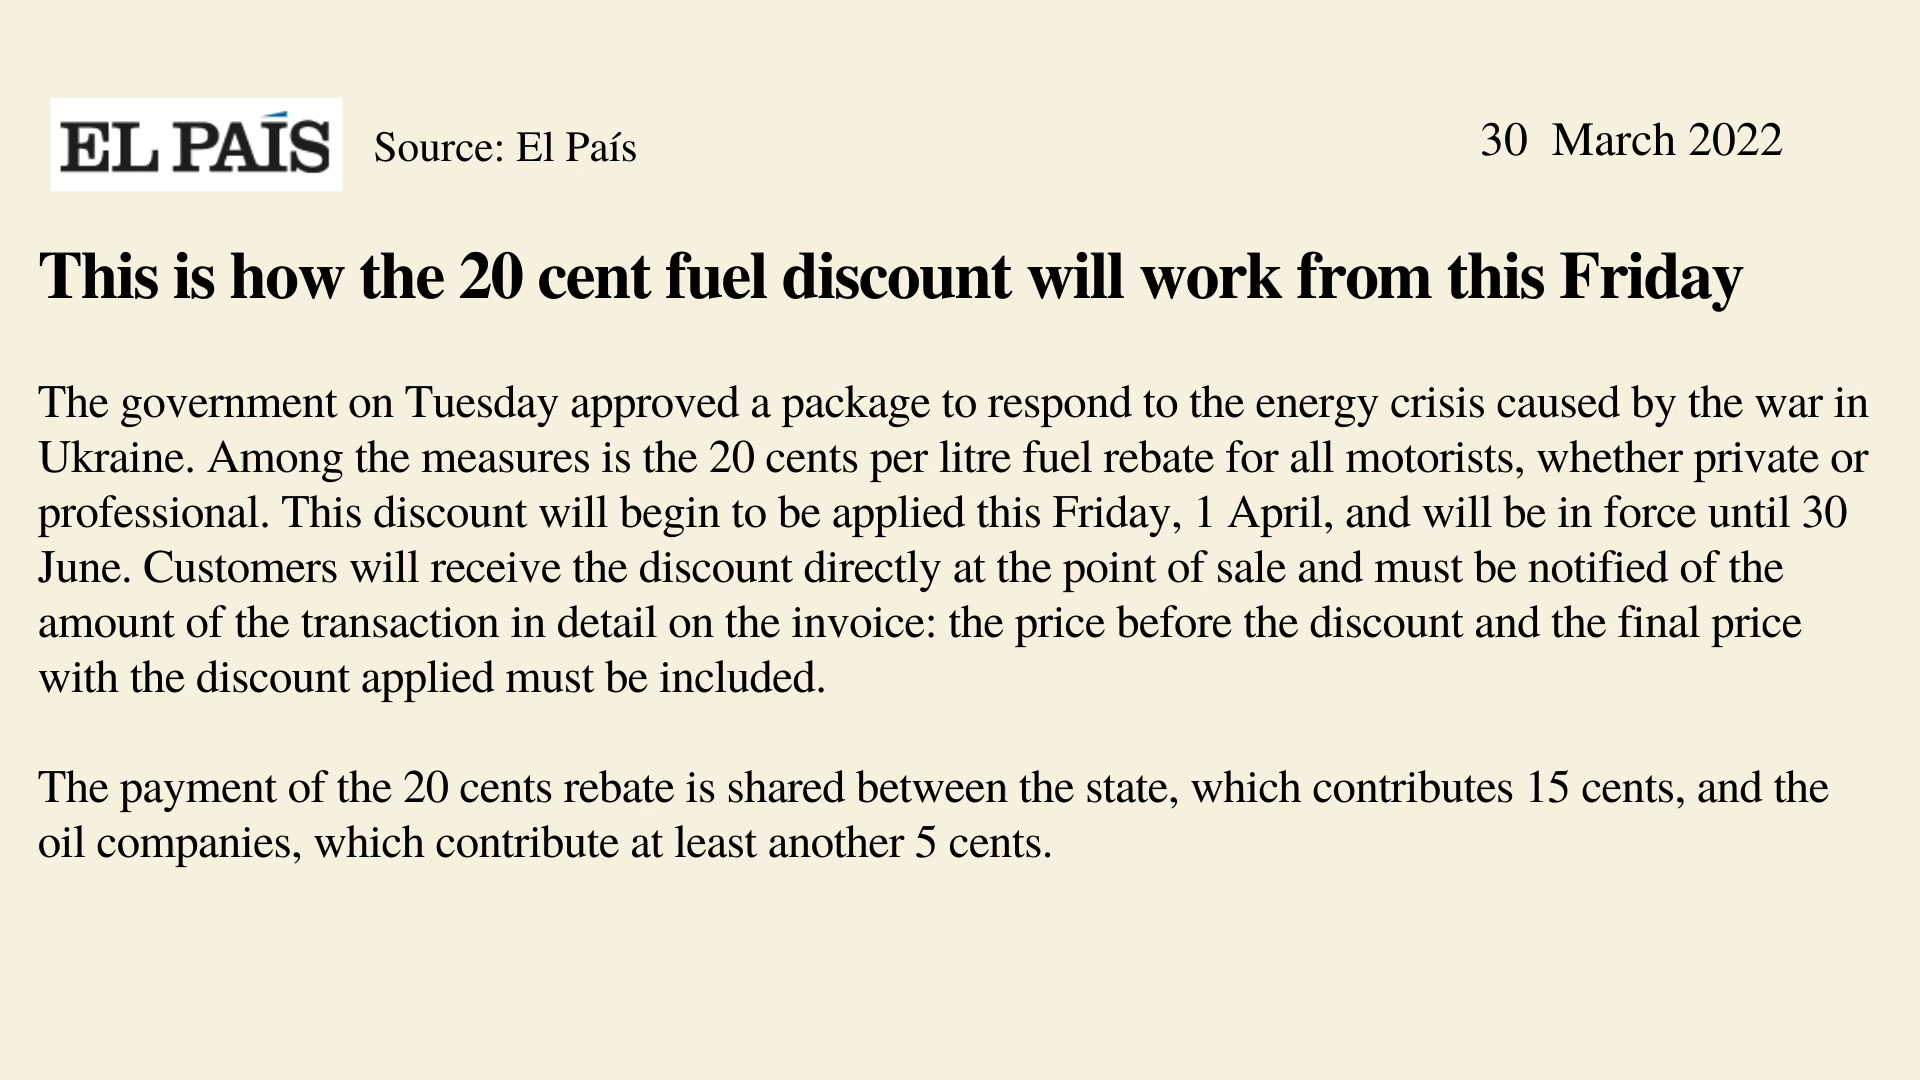 EL PAÍS
Source: El País
30 March 2022
This is how the 20 cent fuel discount will work from this Friday
The government on Tuesday approved a package to respond to the energy crisis caused by the war in
Ukraine. Among the measures is the 20 cents per litre fuel rebate for all motorists, whether private or
professional. This discount will begin to be applied this Friday, 1 April, and will be in force until 30
June. Customers will receive the discount directly at the point of sale and must be notified of the
amount of the transaction in detail on the invoice: the price before the discount and the final price
with the discount applied must be included.
The payment of the 20 cents rebate is shared between the state, which contributes 15 cents, and the
oil companies, which contribute at least another 5 cents.